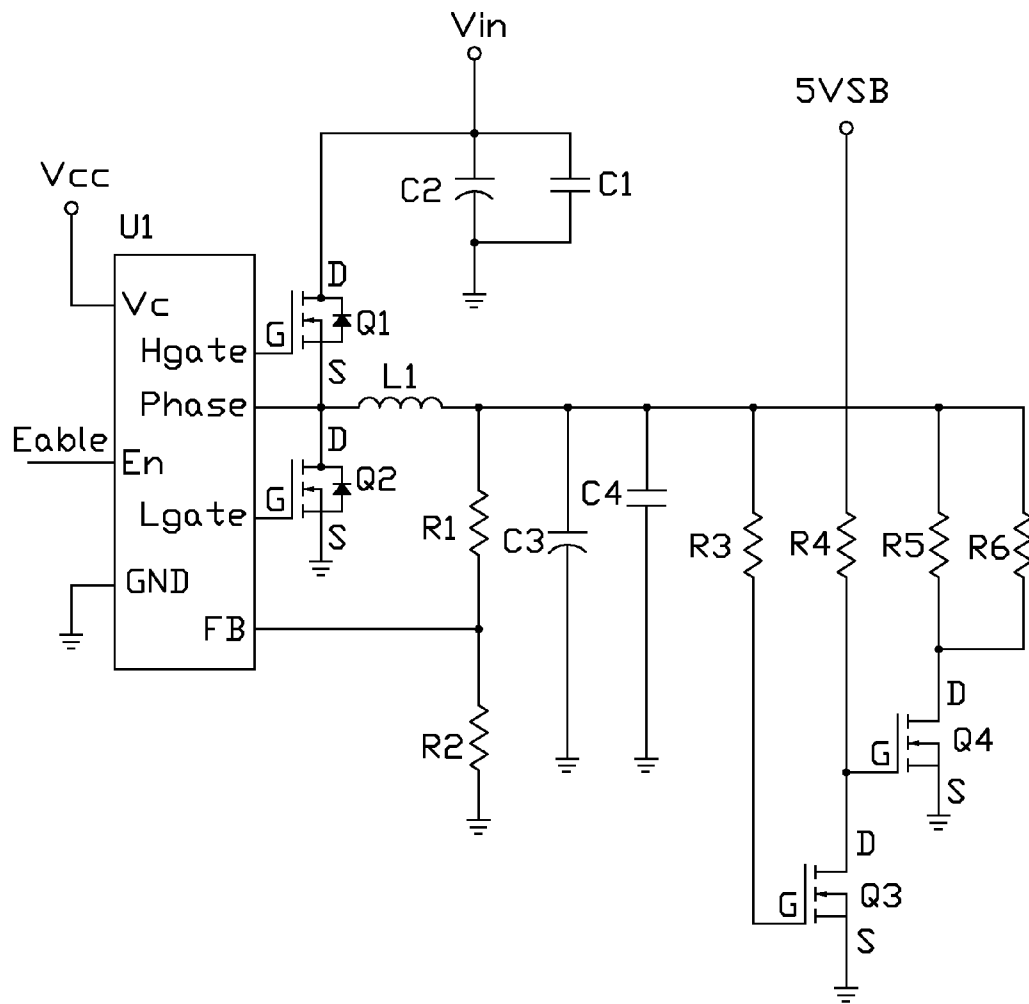 Vin
5VSB
Vcc
C2
C1
U1
D
Vc
G
Q1
Hgate
S
L1
Phase
D
Eable
En
G
Q2
Lgate
S
C4
R1
C3
R3
R4
R5
R6
GND
FB
D
R2
G
Q4
S
D
G
Q3
S